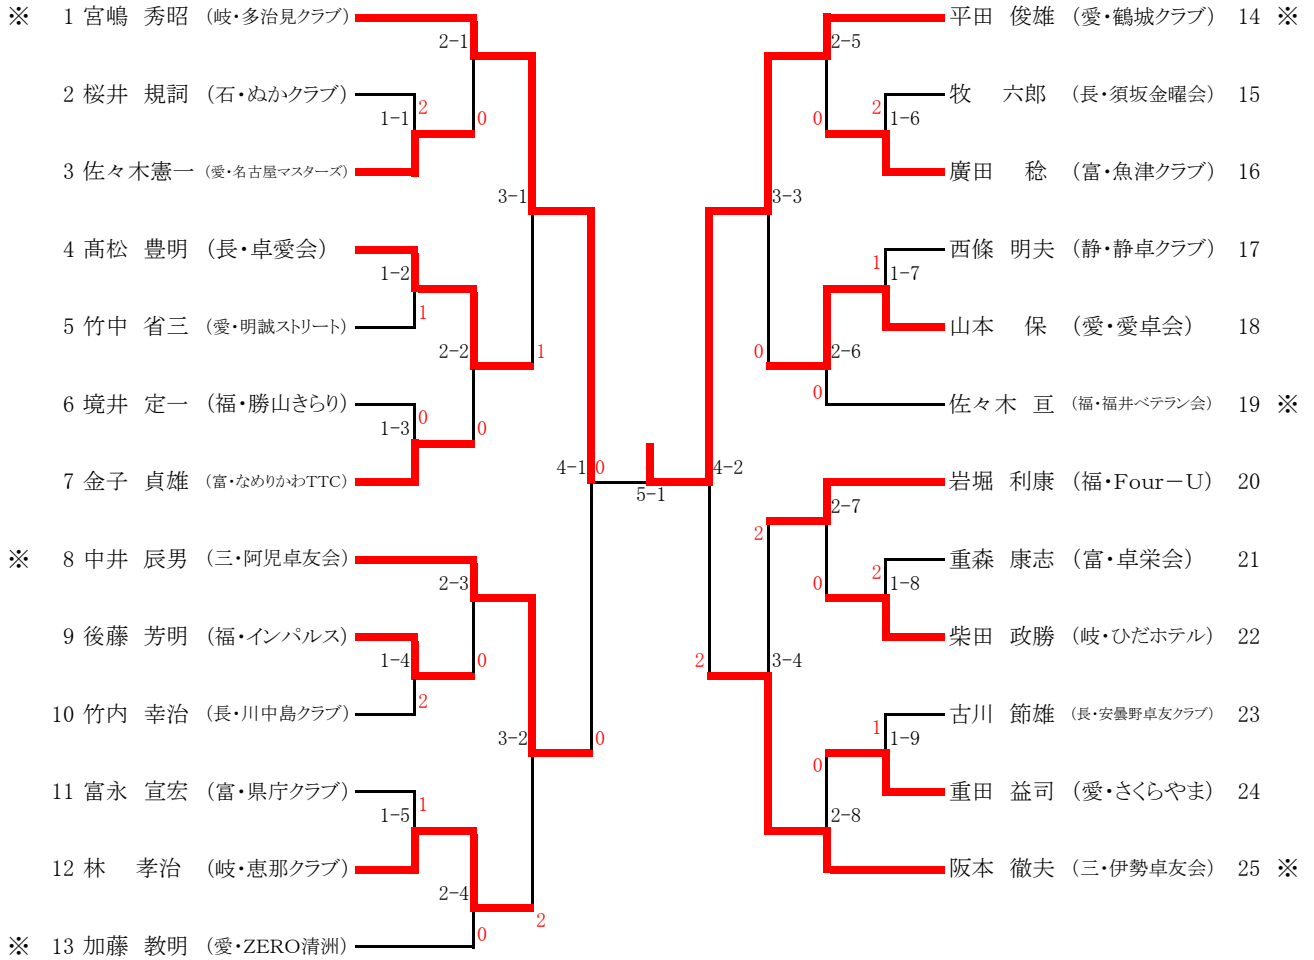 ※ 1 宮嶋 秀昭 (岐・多治見クラブ)
2-1
2 桜井 規詞 (石・ぬかクラブ)
2
1-1
0
3 佐々木憲一 (愛・名古屋マスターズ)
3-1
4 髙松 豊明 (長・卓愛会)
1-2
5 竹中 省三 (愛・明誠ストリート)
1
2-2
1
6 境井 定一 (福・勝山きらり)
0
1-3
0
7 金子 貞雄 (富・なめりかわTTC)
4-1
0
5-1
※ 8 中井 辰男 (三・阿児卓友会)
2-3
9 後藤 芳明 (福・インパルス)
1-4
0
10 竹内 幸治 (長・川中島クラブ)
2
3-2
0
11 富永 宣宏 (富・県庁クラブ)
1
1-5
12 林 孝治 (岐・恵那クラブ)
2-4
2
0
※ 13 加藤 教明 (愛・ZERO清洲)
平田 俊雄 (愛・鶴城クラブ) 14 ※
2-5
牧 六郎 (長・須坂金曜会) 15
2
0
1-6
廣田 稔 (富・魚津クラブ) 16
3-3
西條 明夫 (静・静卓クラブ) 17
1
1-7
山本 保 (愛・愛卓会) 18
0
2-6
0
佐々木 亘 (福・福井ベテラン会) 19 ※
4-2
岩堀 利康 (福・Four－U) 20
2-7
2
重森 康志 (富・卓栄会) 21
2
0
1-8
柴田 政勝 (岐・ひだホテル) 22
2
3-4
古川 節雄 (長・安曇野卓友クラブ) 23
1
1-9
0
重田 益司 (愛・さくらやま) 24
2-8
阪本 徹夫 (三・伊勢卓友会) 25 ※